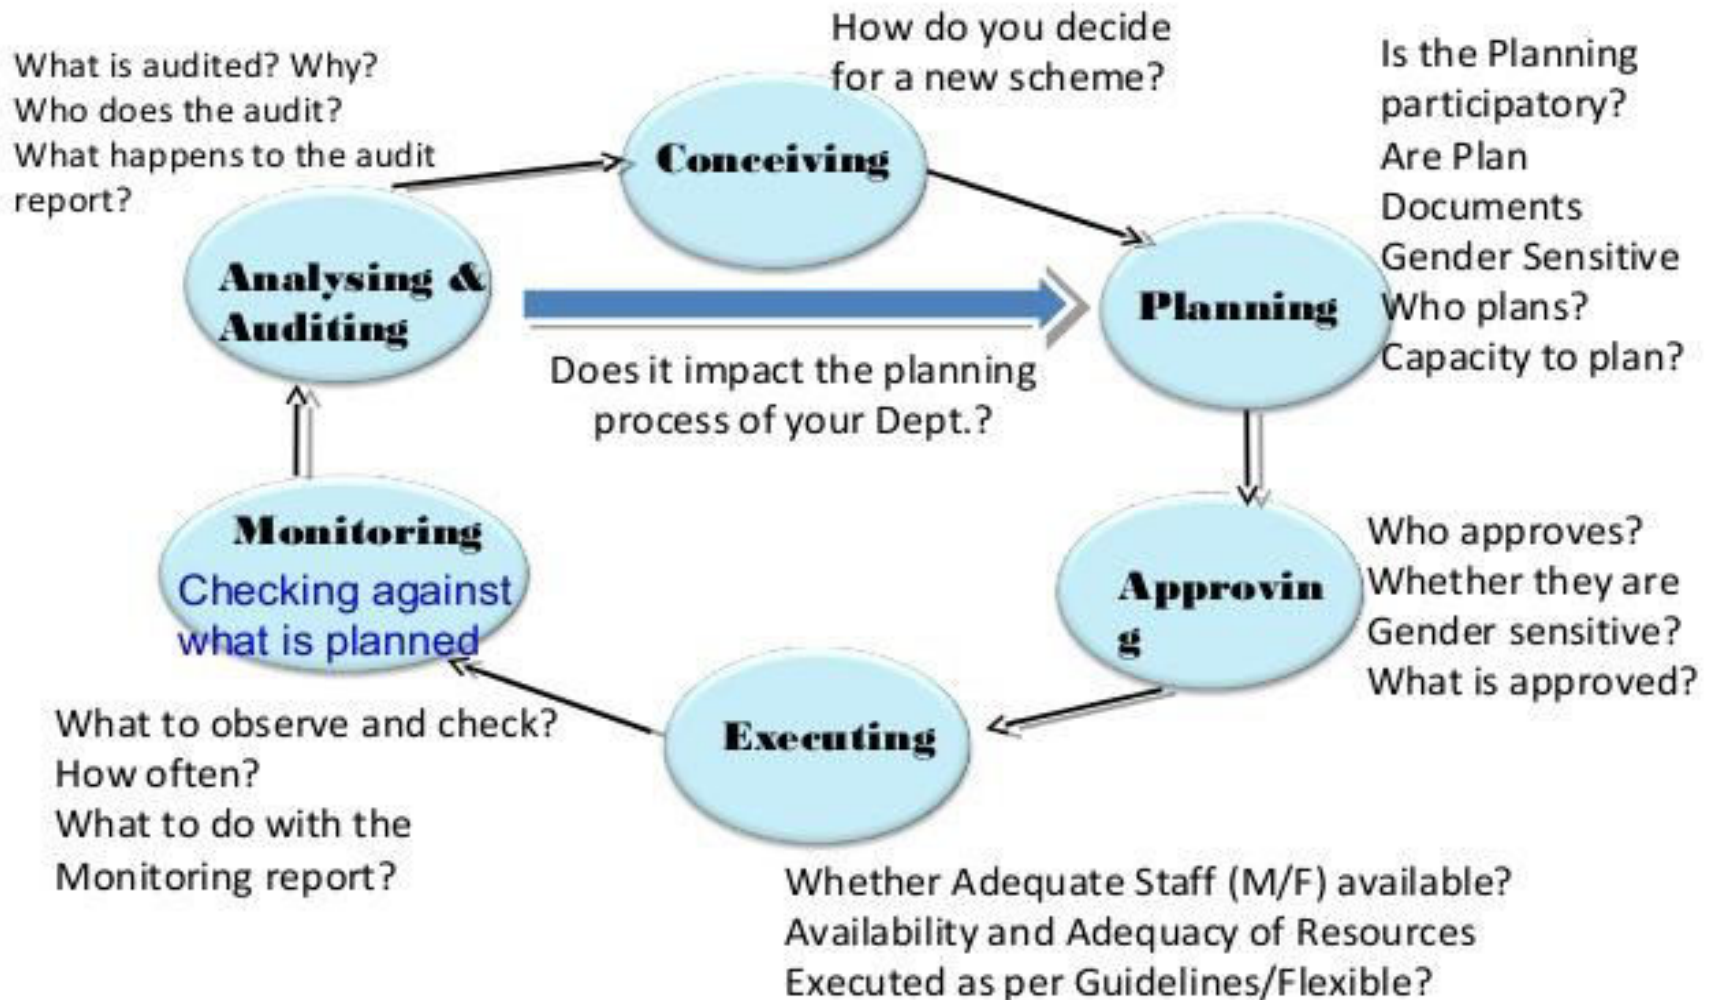 How do you decide
for a new scheme?
What is audited? Why?
Who does the audit?
What happens to the audit
report?
Conceiving
Is the Planning
participatory?
Are Plan
Documents
Gender Sensitive
Who plans?
Capacity to plan?
Analysing &
Auditing
Planning
Does it impact the planning
process of your Dept.?
Monitoring
Checking against
what is planned
Approvin
g
Who approves?
Whether they are
Gender sensitive?
What is approved?
Executing
What to observe and check?
How often?
What to do with the
Monitoring report?
Whether Adequate Staff (M/F) available?
Availability and Adequacy of Resources
Executed as per Guidelines/Flexible?